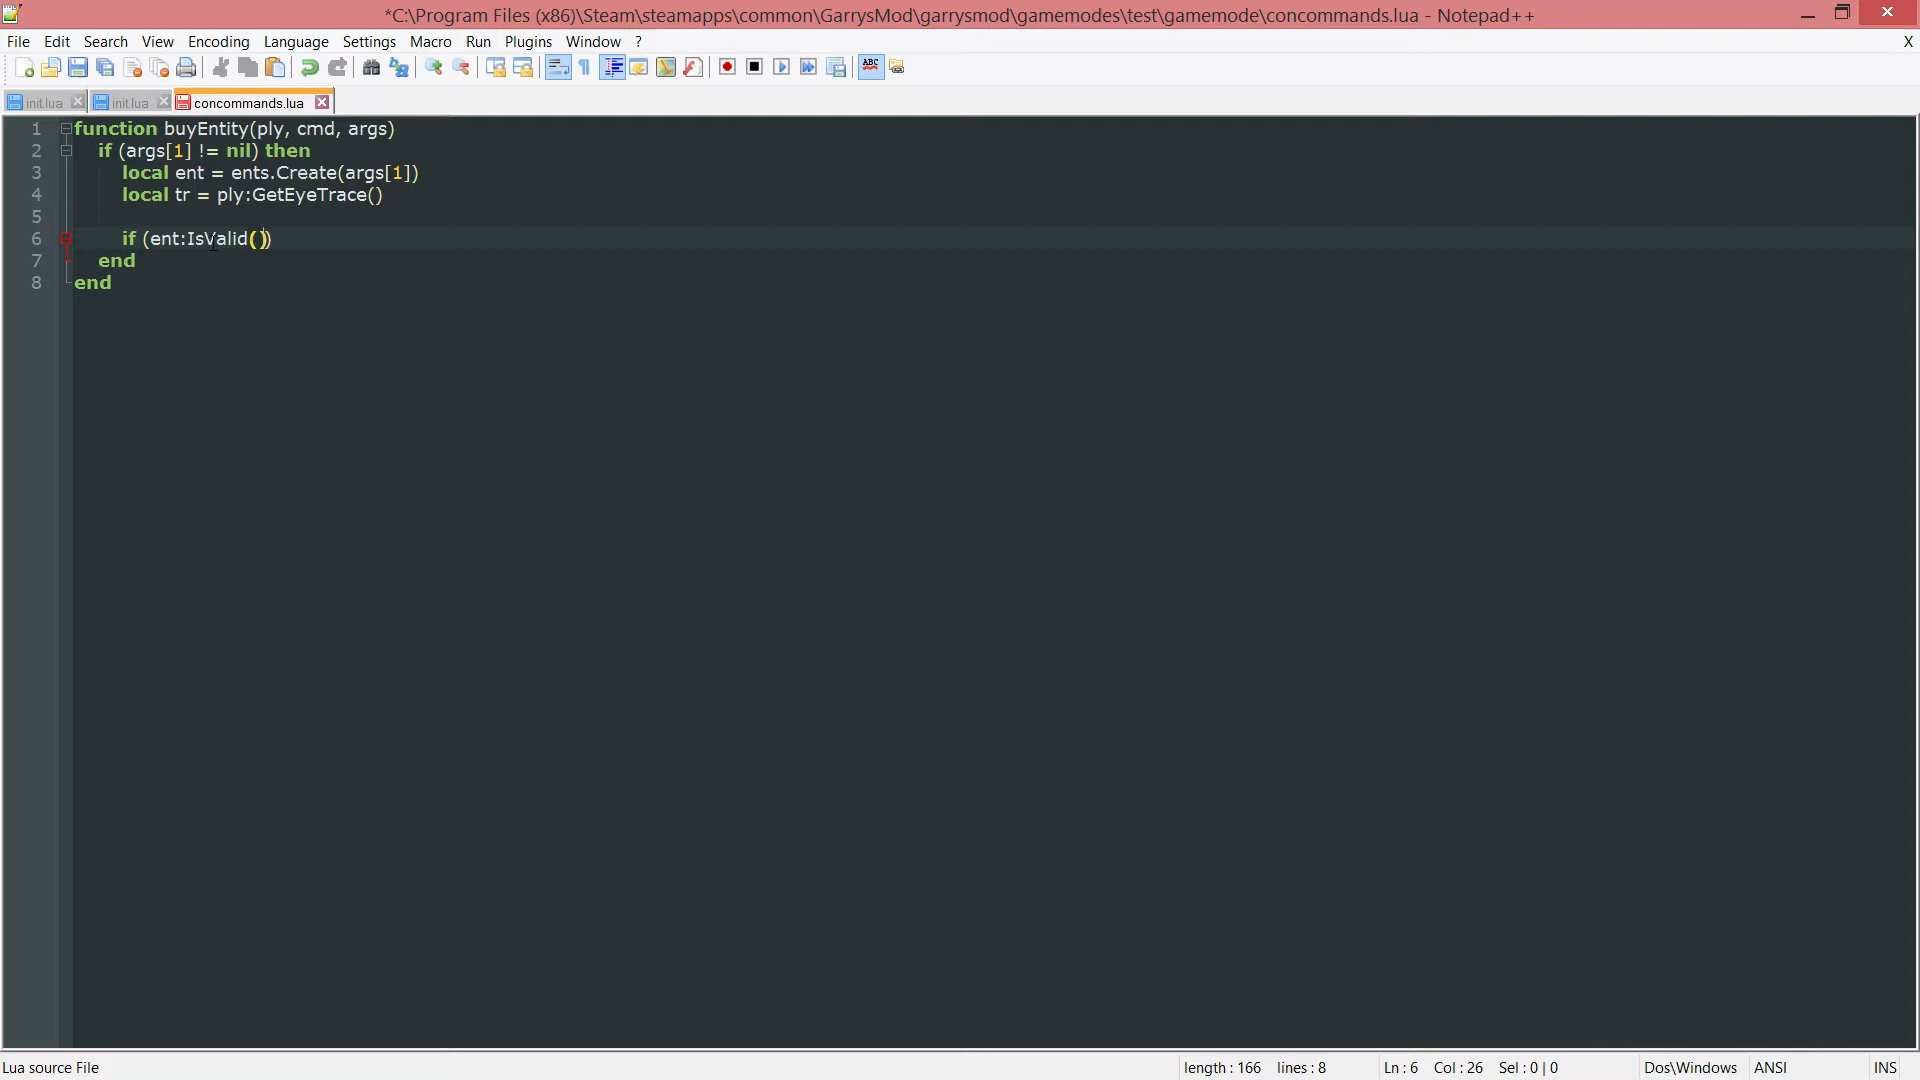 *C:\Program Files (x86)\Steam\steamapps\common\GarrysMod\garrysmod\gamemodes\test\gamemode\concommands.lua - Notepad++
File Edit Search View Encoding Language Settings Macro Run Plugins Window ? X
ABC
init.lua init.lua concommands.lua
1 function buyEntity(ply, cmd, args)
2 if (args[1] != nil) then
3 local ent = ents.Create(args[1])
4 local tr = ply:GetEyeTrace()
5
6 if (ent:IsValid())
7 end
8 end
Lua source File length : 166 lines : 8 Ln : 6 Col : 26 Sel : 0 | 0 Dos\Windows ANSI INS